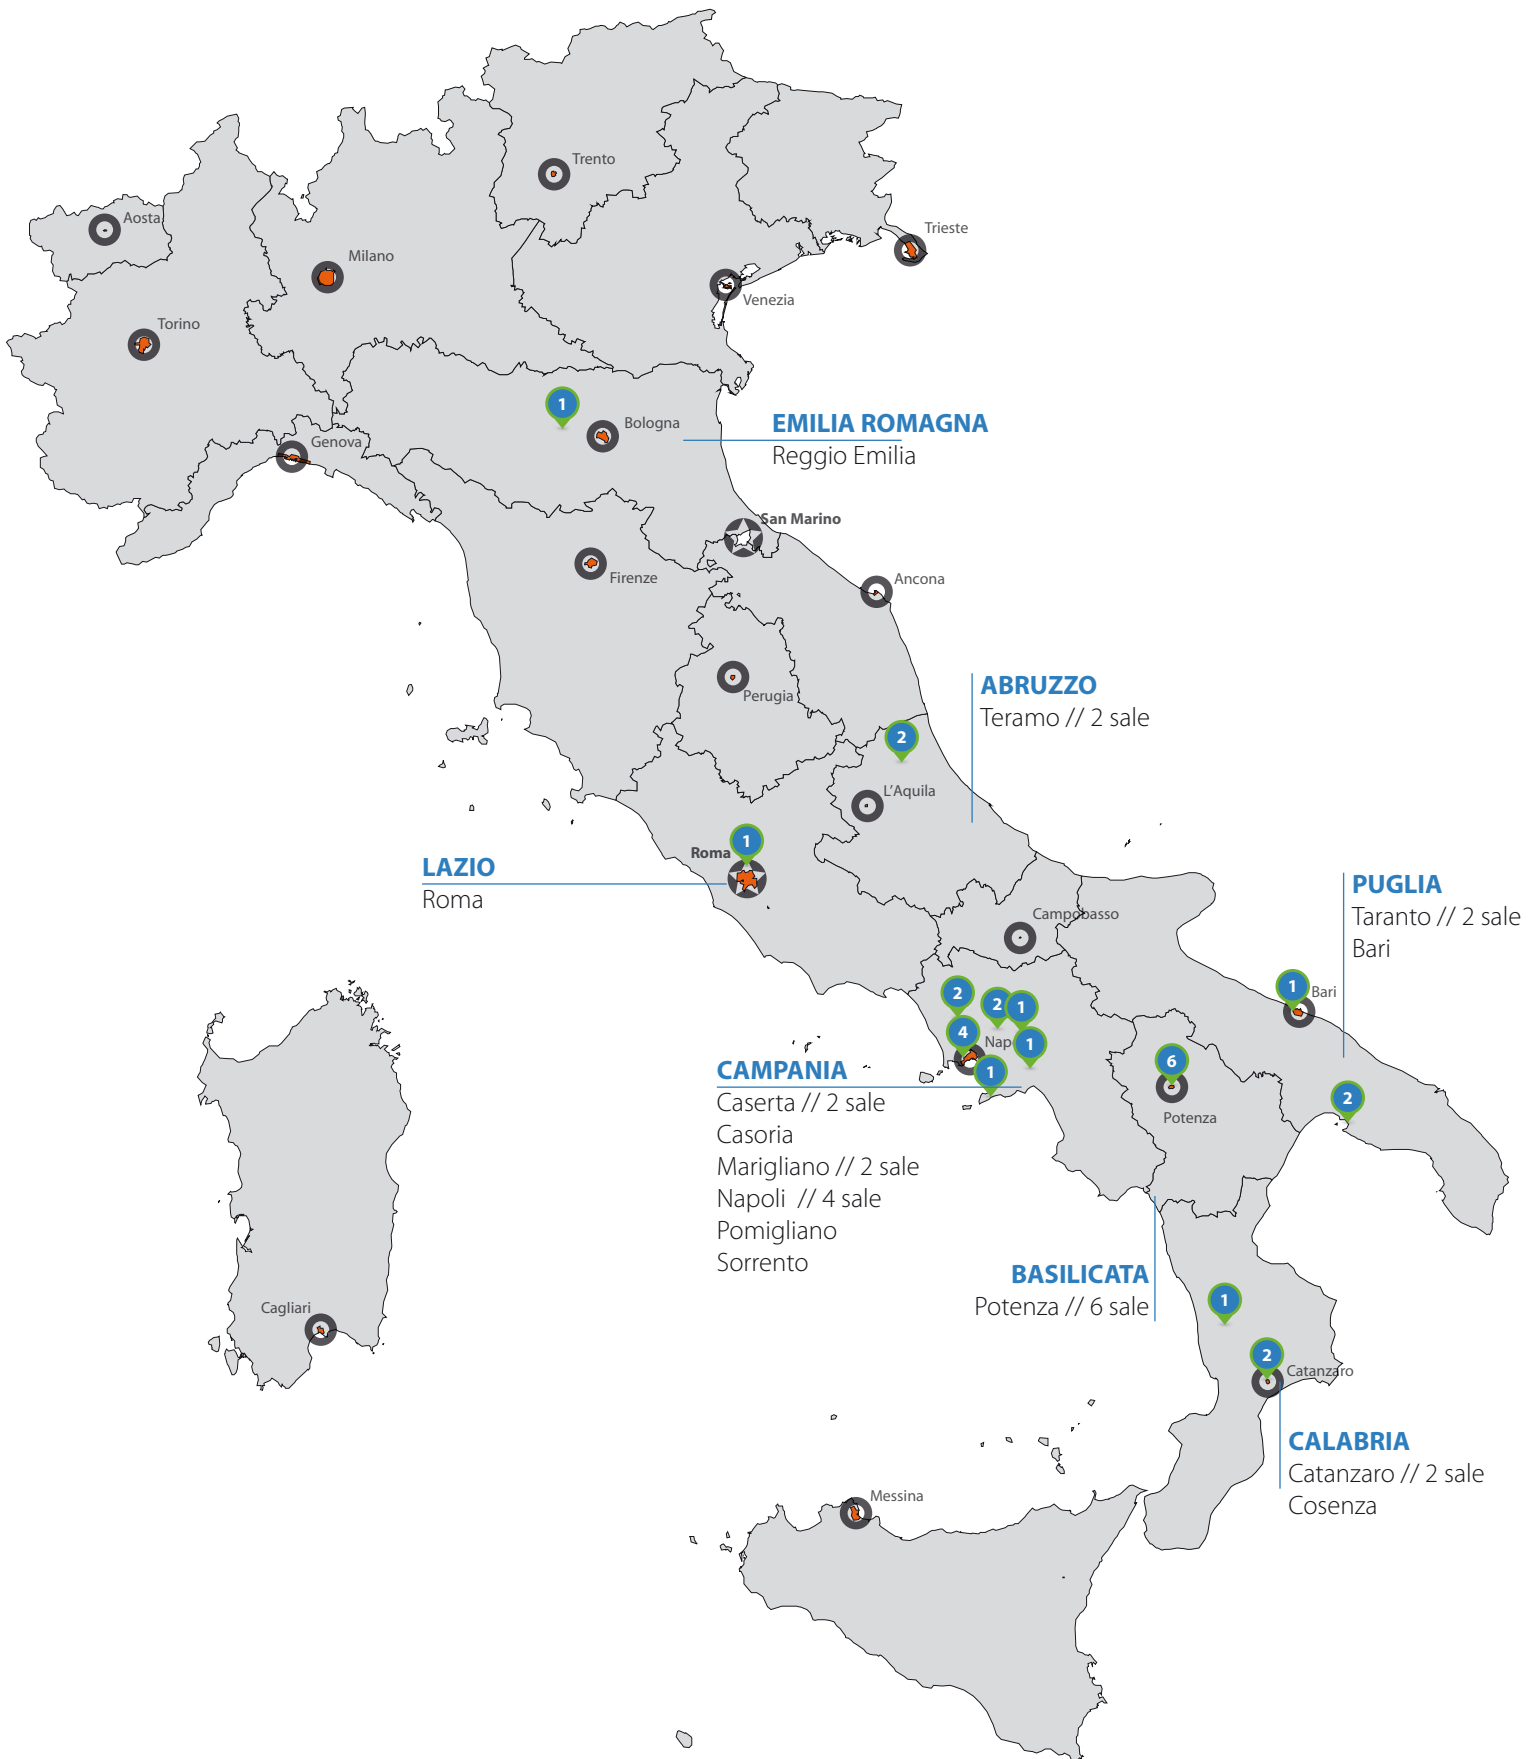 Trento
Aosta
Trieste
Milano
Venezia
Torino
1
Bologna
EMILIA ROMAGNA
Reggio Emilia
Genova
San Marino
Firenze
Ancona
Perugia
ABRUZZO
Teramo // 2 sale
2
L'Aquila
1
Roma
LAZIO
Roma
PUGLIA
Taranto // 2 sale
Bari
Campobasso
2
2
1
4
Nap
1
1
1
Bari
6
Potenza
2
CAMPANIA
Caserta // 2 sale
Casoria
Marigliano // 2 sale
Napoli // 4 sale
Pomigliano
Sorrento
BASILICATA
Potenza // 6 sale
Cagliari
1
2
Catanzaro
CALABRIA
Catanzaro // 2 sale
Cosenza
Messina